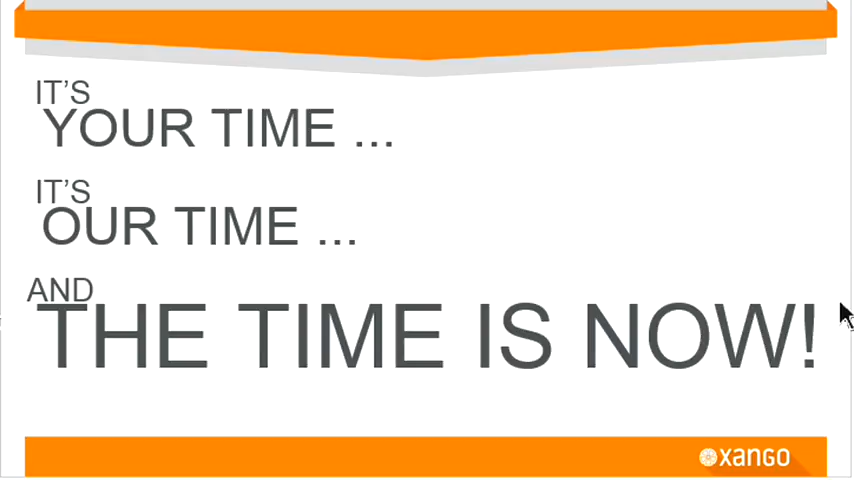 IT’S
YOUR TIME ...
IT’S
OUR TIME ...
AND
THE TIME IS NOW!
xango